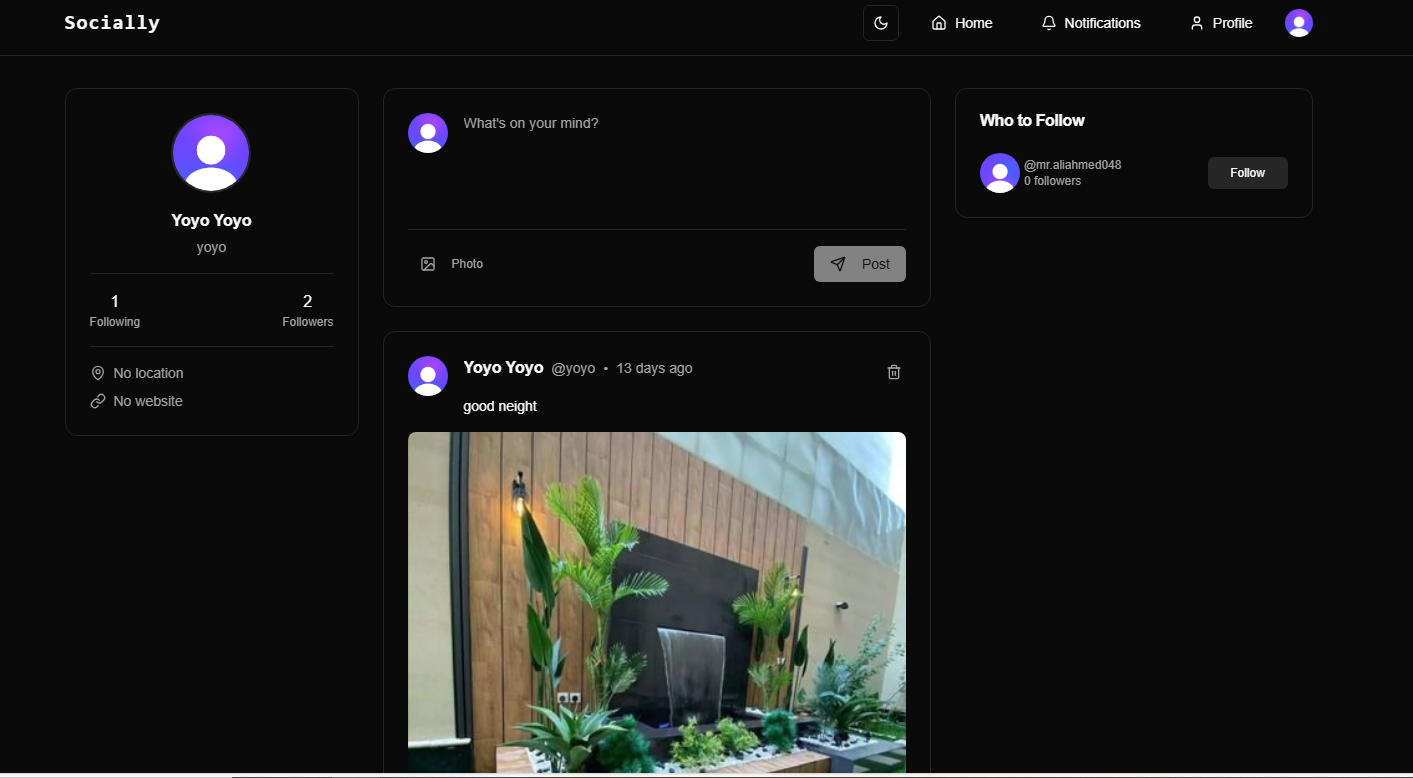 Socially
Home
Notifications
Profile
Yoyo Yoyo
yoyo
1
Following
2
Followers
No location
No website
What's on your mind?
Photo
Post
Yoyo Yoyo @yoyo • 13 days ago
good neight
Who to Follow
@mr.aliahmed048
0 followers
Follow